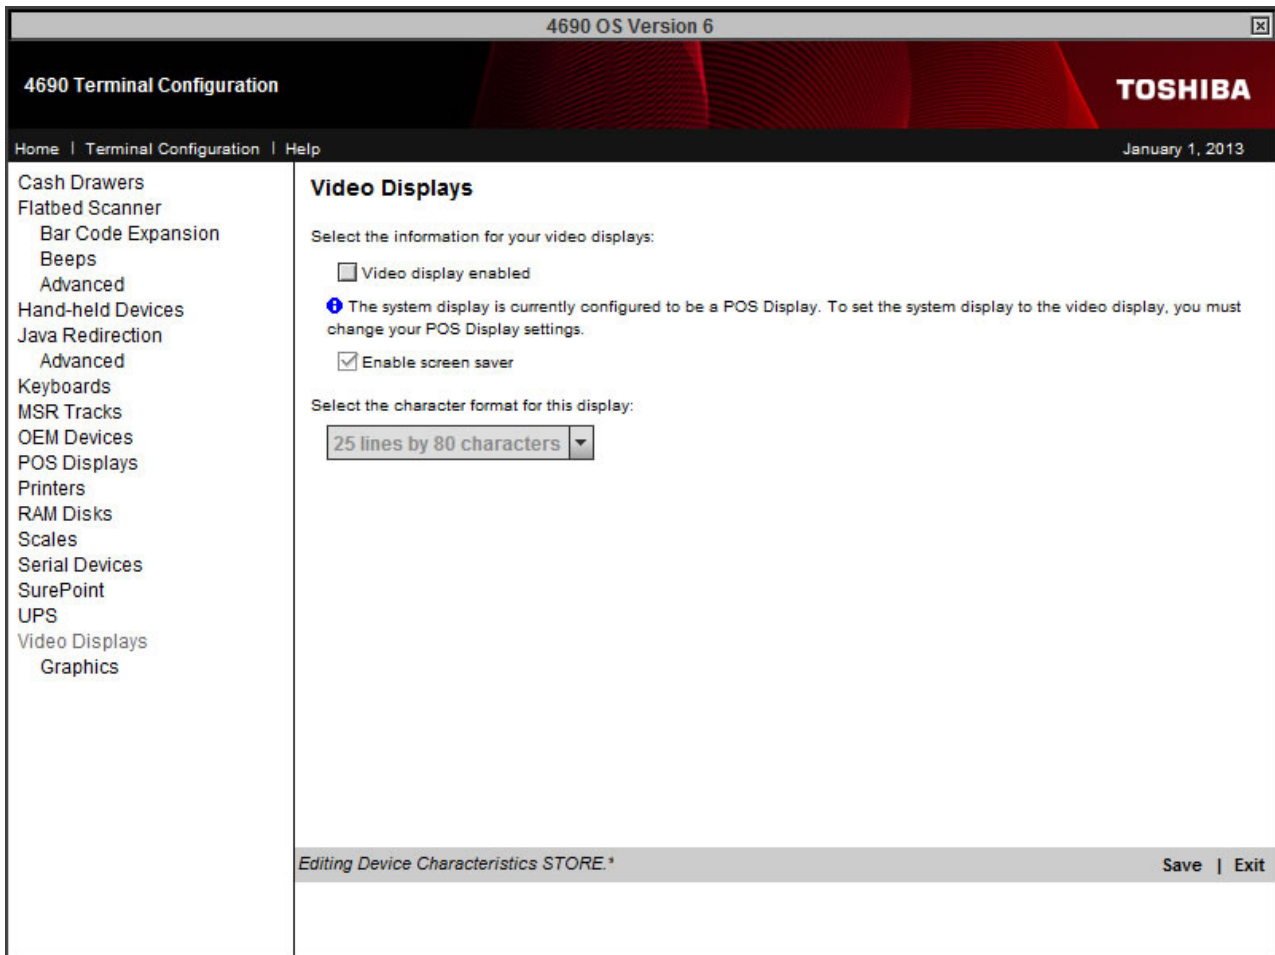 4690 OS Version 6
4690 Terminal Configuration
TOSHIBA
Home | Terminal Configuration | Help
January 1, 2013
Cash Drawers
Flatbed Scanner
Bar Code Expansion
Beeps
Advanced
Hand-held Devices
Java Redirection
Advanced
Keyboards
MSR Tracks
OEM Devices
POS Displays
Printers
RAM Disks
Scales
Serial Devices
SurePoint
UPS
Video Displays
Graphics
Video Displays
Select the information for your video displays:
Video display enabled
The system display is currently configured to be a POS Display. To set the system display to the video display, you must
change your POS Display settings.
Enable screen saver
Select the character format for this display:
25 lines by 80 characters
Editing Device Characteristics STORE.*
Save | Exit